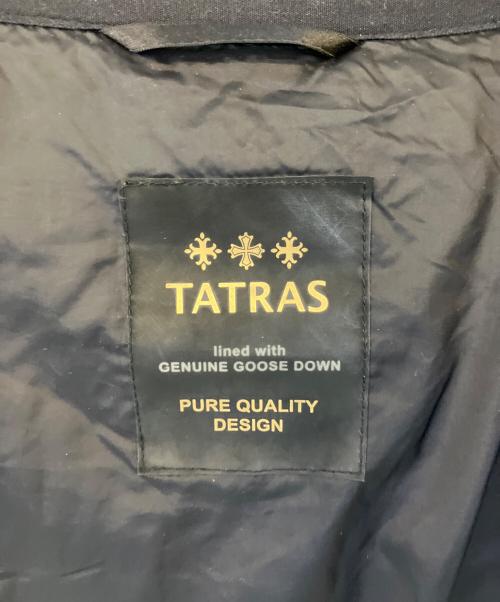 TATRAS
lined with
GENUINE GOOSE DOWN
PURE QUALITY
DESIGN